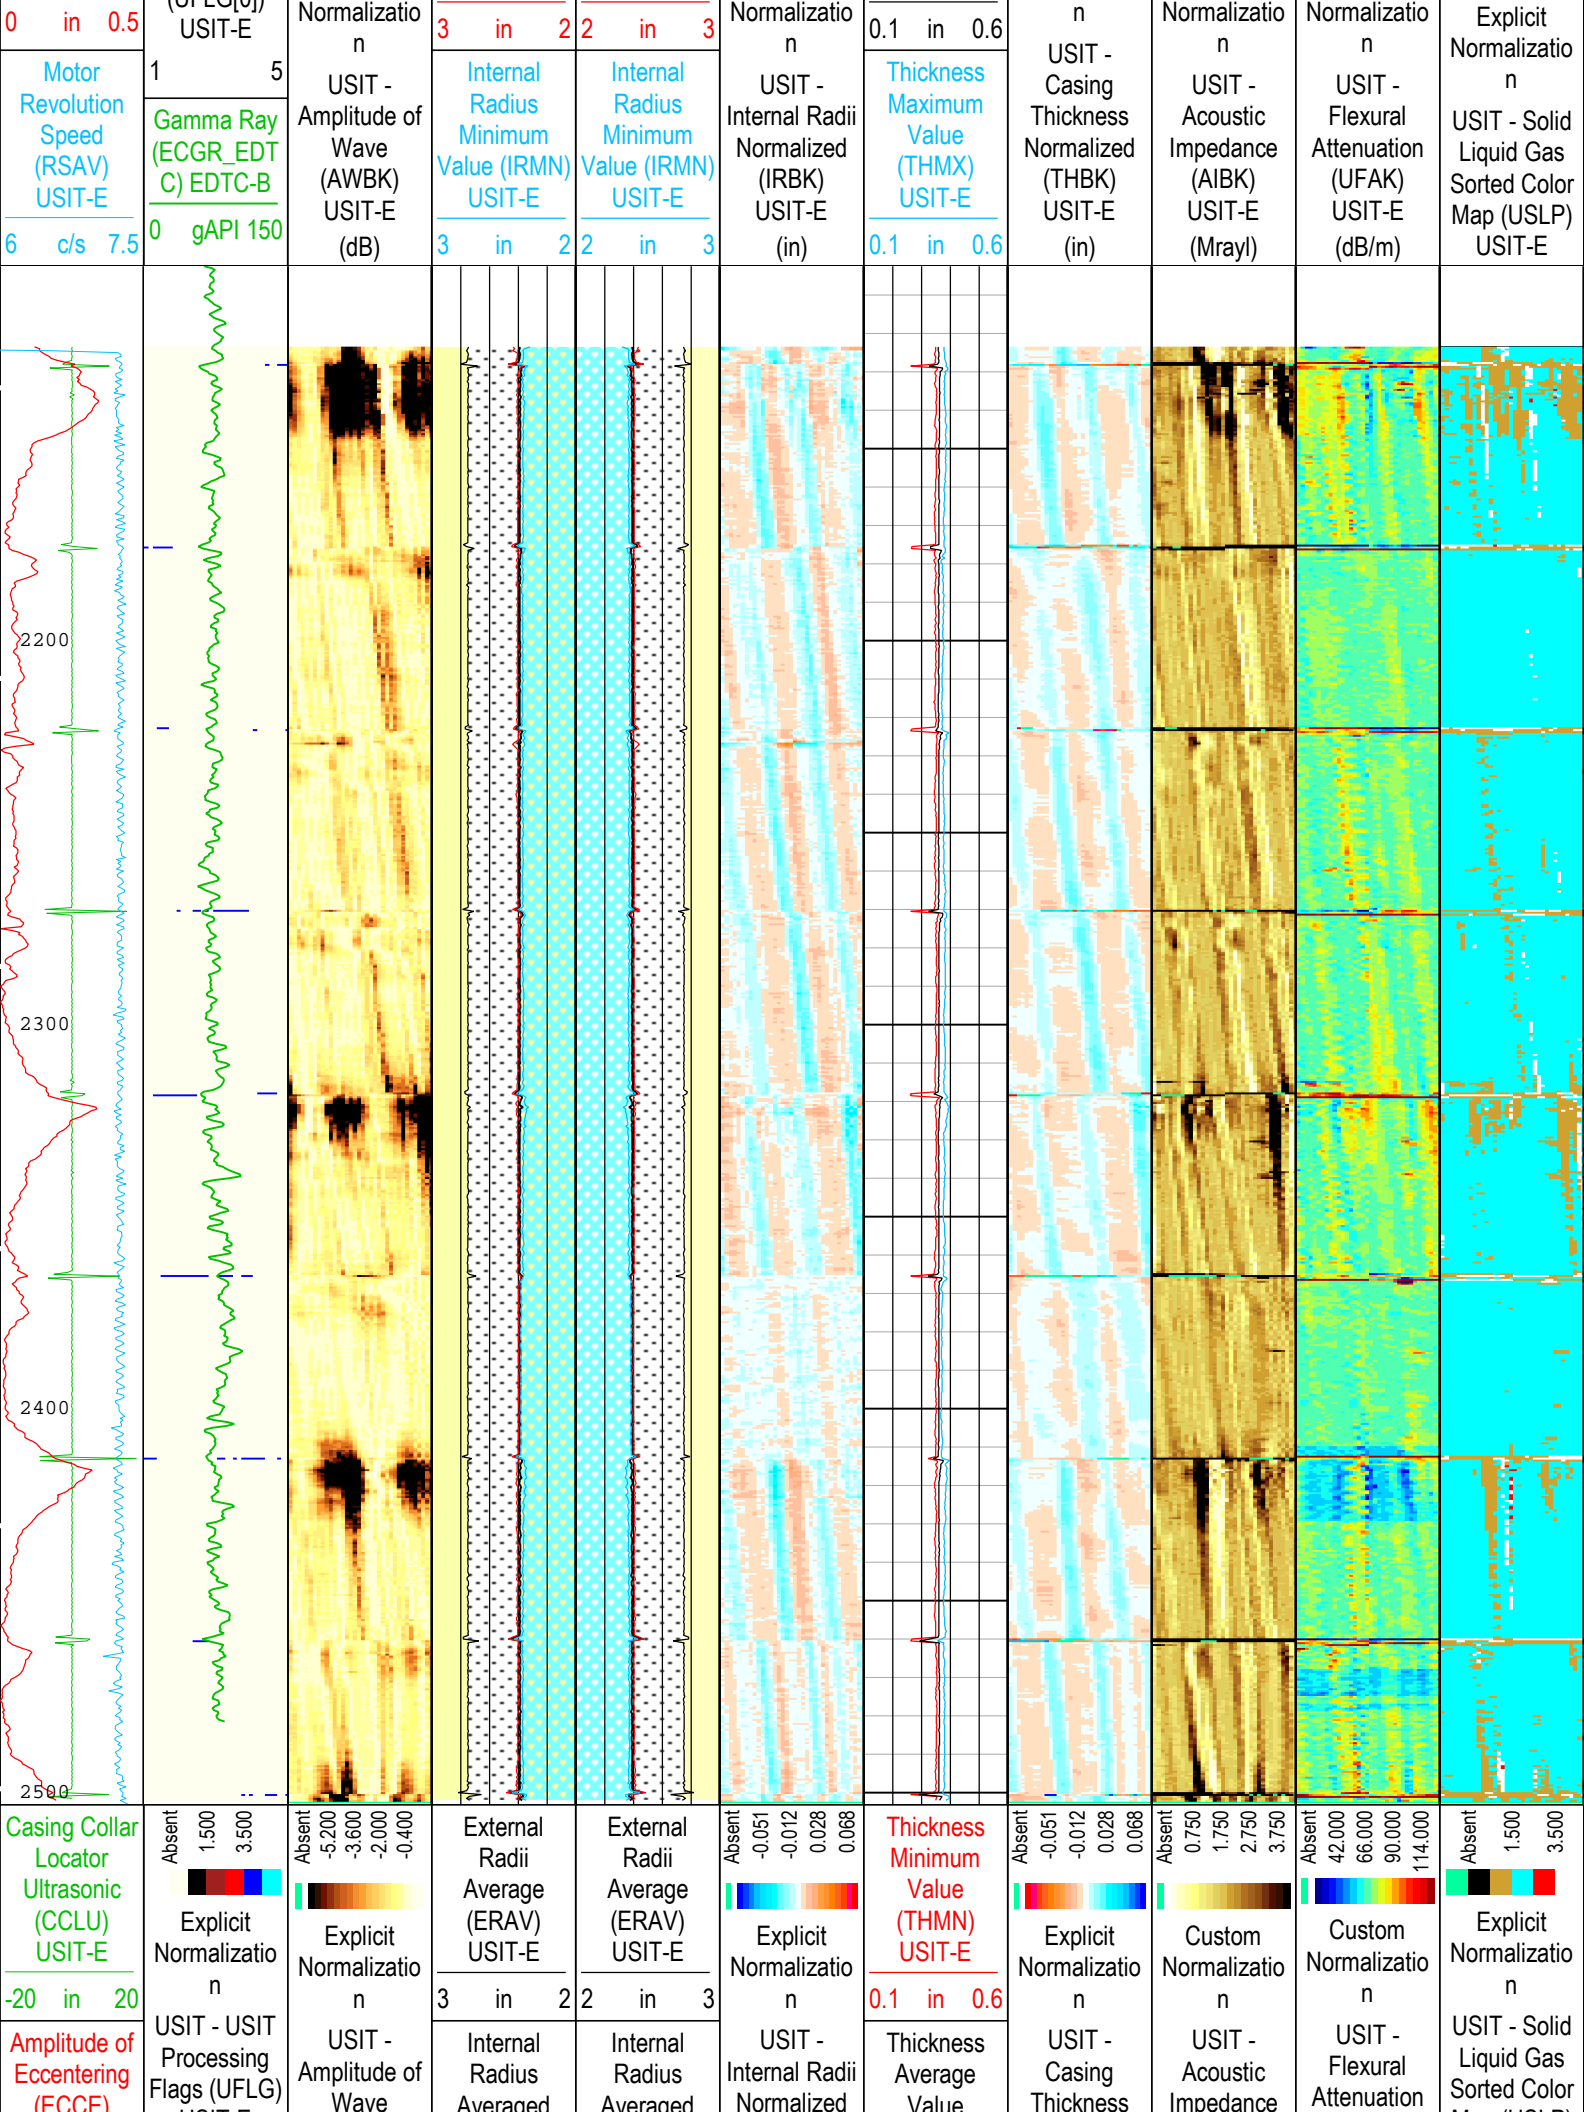 0 in 0.5
Motor
Revolution
Speed
(RSAV)
USIT-E
6 c/s 7.5
(UFLG[0])
USIT-E
1 5
Gamma Ray
(ECGR_EDT
C) EDTC-B
0 gAPI 150
Normalizatio
n
USIT -
Amplitude of
Wave
(AWBK)
USIT-E
(dB)
3 in 2
Internal
Radius
Minimum
Value (IRMN)
USIT-E
3 in 2
2 in 3
Internal
Radius
Minimum
Value (IRMN)
USIT-E
2 in 3
Normalizatio
n
USIT -
Internal Radii
Normalized
(IRBK)
USIT-E
(in)
0.1 in 0.6
Thickness
Maximum
Value
(THMX)
USIT-E
0.1 in 0.6
n
USIT -
Casing
Thickness
Normalized
(THBK)
USIT-E
(in)
Normalizatio
n
USIT -
Acoustic
Impedance
(AIBK)
USIT-E
(Mrayl)
Normalizatio
n
USIT -
Flexural
Attenuation
(UFAK)
USIT-E
(dB/m)
Explicit
Normalizatio
n
USIT - Solid
Liquid Gas
Sorted Color
Map (USLP)
USIT-E
2200
2300
2400
2500
Casing Collar
Locator
Ultrasonic
(CCLU)
USIT-E
-20 in 20
Amplitude of
Eccentering
(ECCE)
Absent 1.500 3.500
Explicit
Normalizatio
n
USIT - USIT
Processing
Flags (UFLG)
USIT-E
Absent -5.200 -3.600 -2.000 -0.400
Explicit
Normalizatio
n
USIT -
Amplitude of
Wave
External
Radii
Average
(ERAV)
USIT-E
3 in 2
Internal
Radius
Averaged
External
Radii
Average
(ERAV)
USIT-E
2 in 3
Internal
Radius
Averaged
Absent -0.051 -0.012 0.028 0.068
Explicit
Normalizatio
n
USIT -
Internal Radii
Normalized
Thickness
Minimum
Value
(THMN)
USIT-E
0.1 in 0.6
Thickness
Average
Value
Absent -0.051 -0.012 0.028 0.068
Explicit
Normalizatio
n
USIT -
Casing
Thickness
Absent 0.750 1.750 2.750 3.750
Custom
Normalizatio
n
USIT -
Acoustic
Impedance
Absent 42.000 66.000 90.000 114.000
Custom
Normalizatio
n
USIT -
Flexural
Attenuation
Absent 1.500 3.500
Explicit
Normalizatio
n
USIT - Solid
Liquid Gas
Sorted Color
Map (USLP)